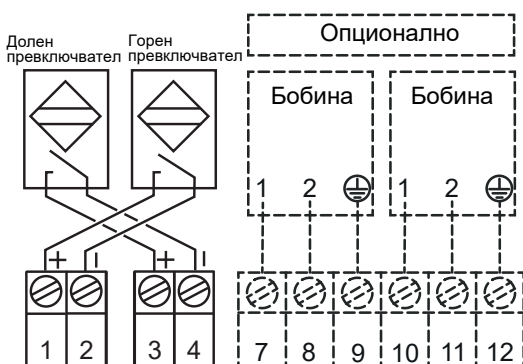 Долен превключвател
Горен превключвател
Опционално
Бобина
Бобина
1 2
1 2
+ – + –
1 2 3 4
7 8 9 10 11 12